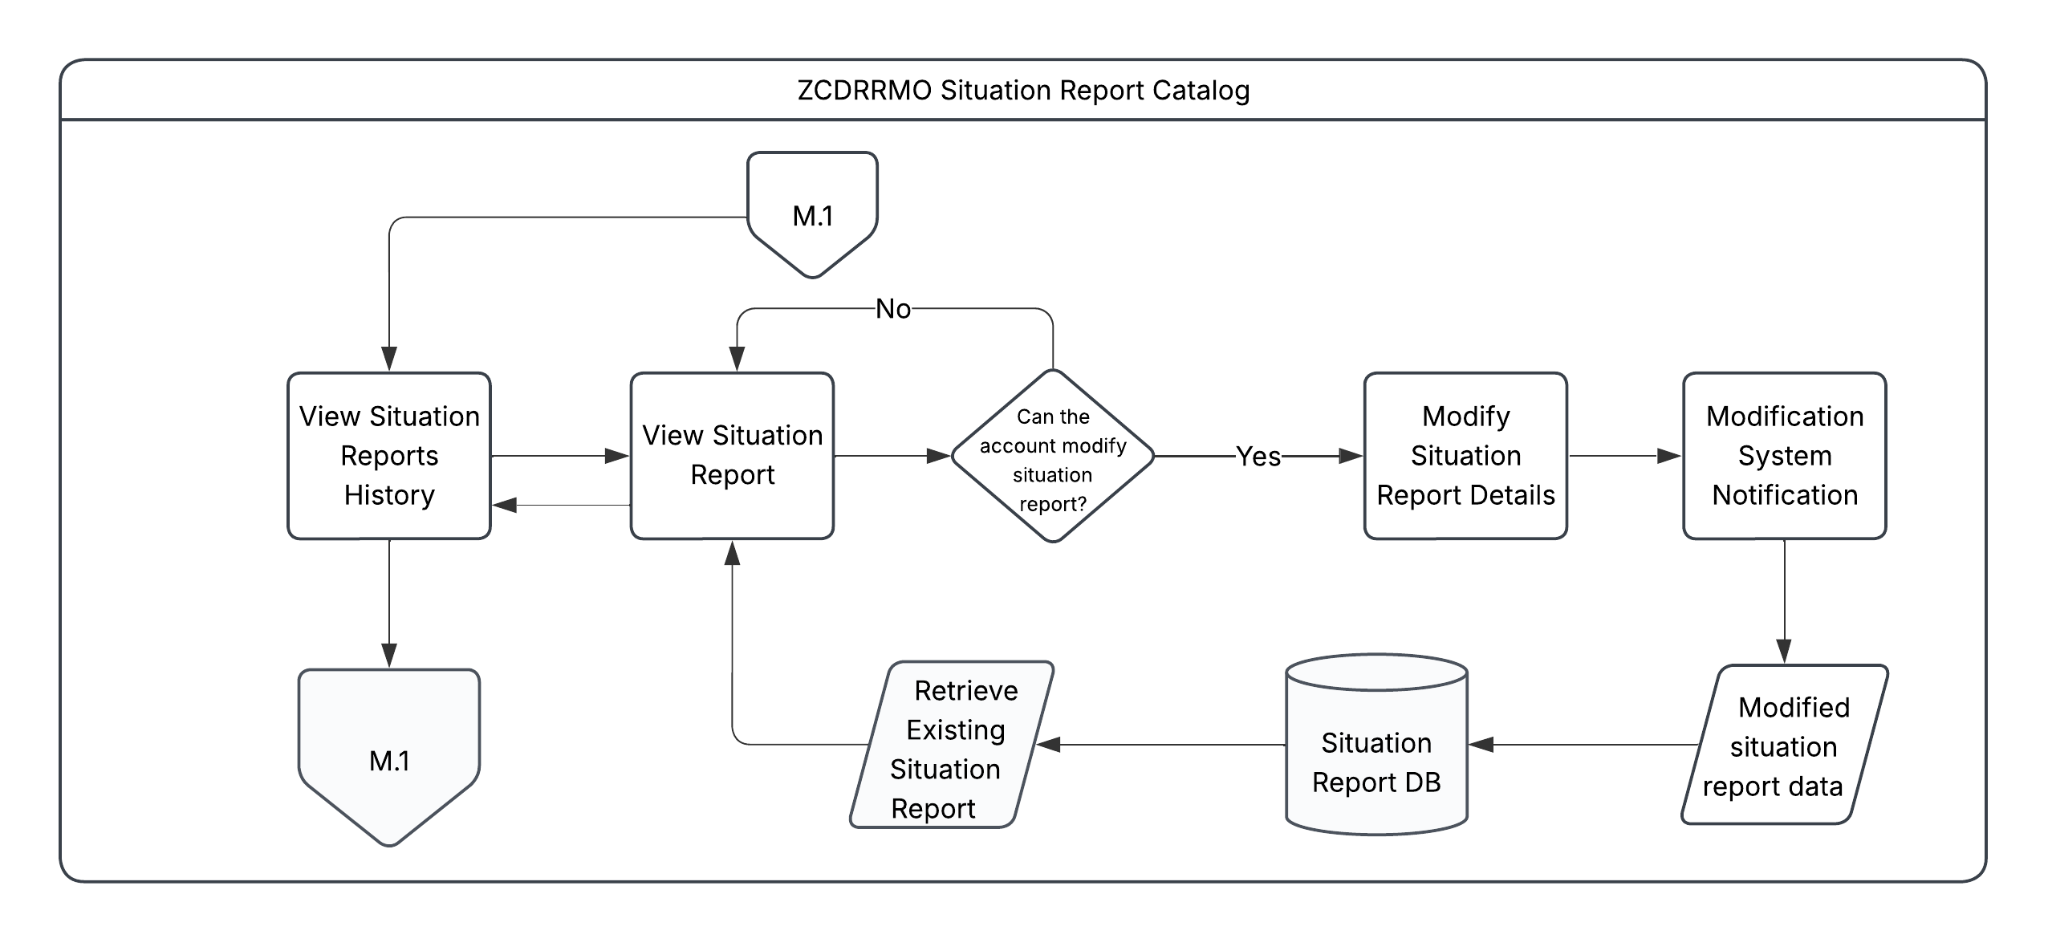 ZCDRRMO Situation Report Catalog
M.1
No
View Situation
Reports
History
View Situation
Report
Can the
account modify
situation
report?
Yes
Modify
Situation
Report Details
Modification
System
Notification
M.1
Retrieve
Existing
Situation
Report
Situation
Report DB
Modified
situation
report data